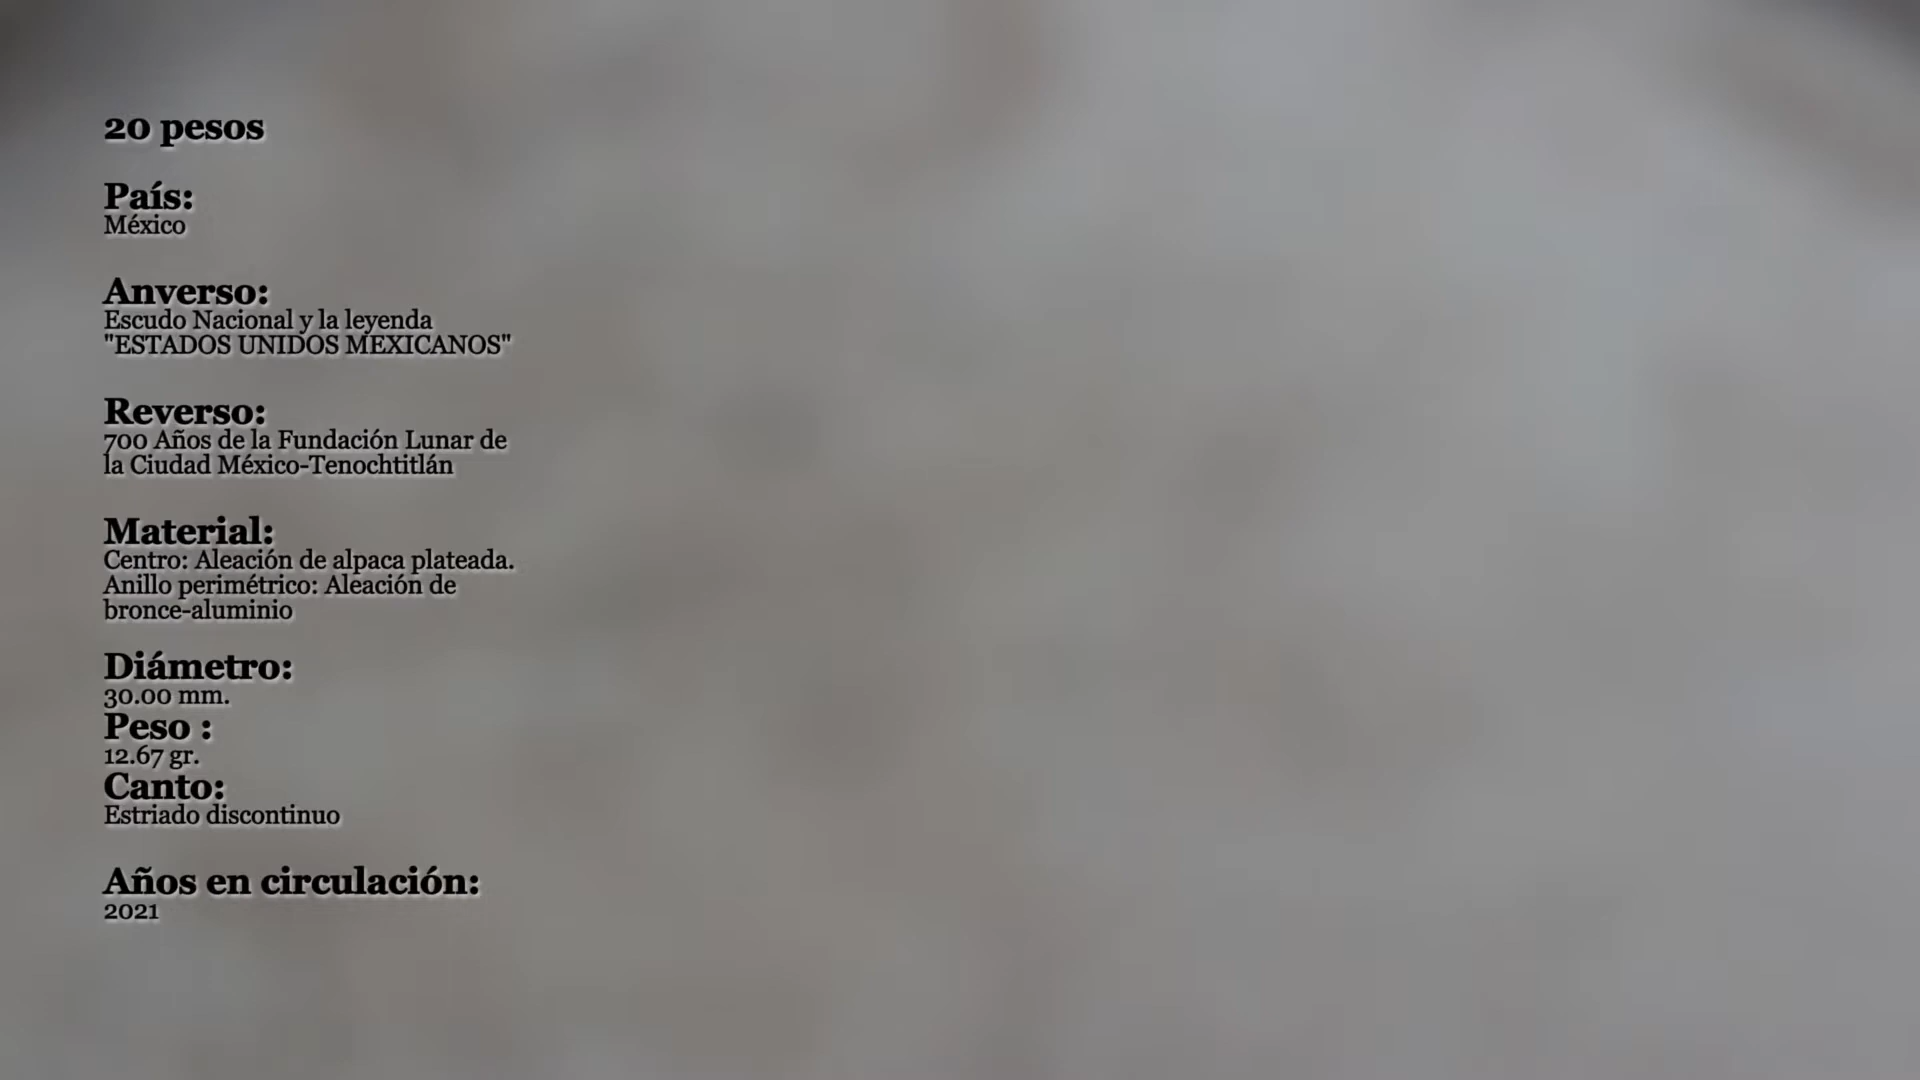 20 pesos
País:
México
Anverso:
Escudo Nacional y la leyenda
"ESTADOS UNIDOS MEXICANOS"
Reverso:
700 Años de la Fundación Lunar de
la Ciudad México-Tenochtitlán
Material:
Centro: Aleación de alpaca plateada.
Anillo perimétrico: Aleación de
bronce-aluminio
Diámetro:
30.00 mm.
Peso :
12.67 gr.
Canto:
Estriado discontinuo
Años en circulación:
2021